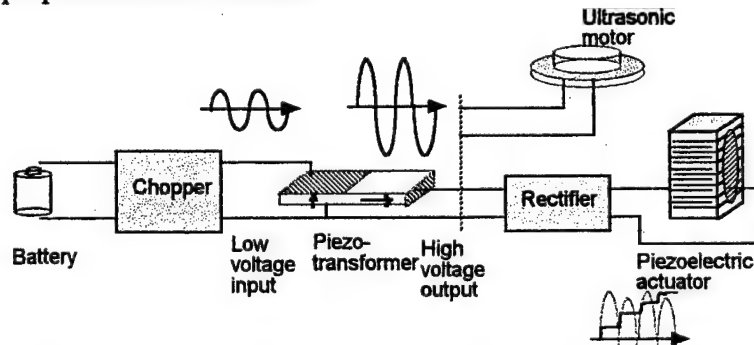 Ultrasonic
motor
Chopper
Rectifier
Battery
Low
voltage
input
Piezo-
transformer
High
voltage
output
Piezoelectric
actuator